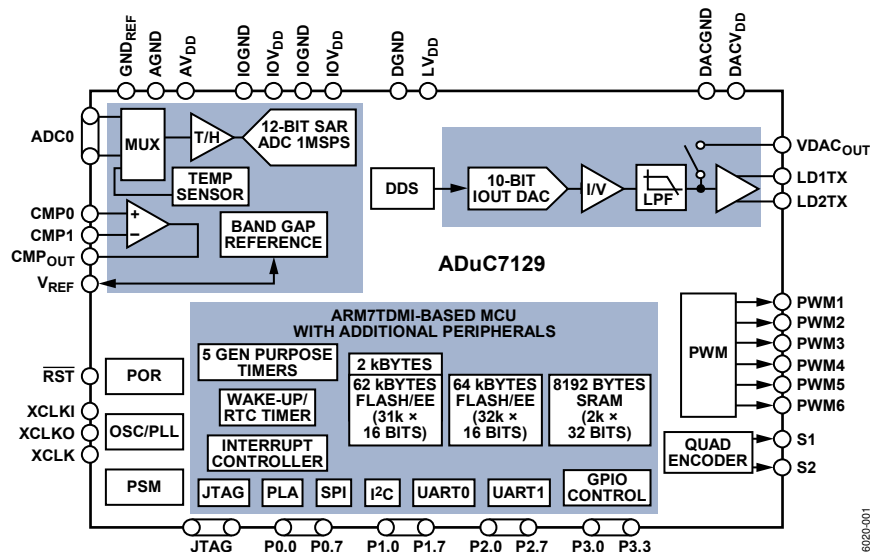 GNDREF
AGND
AVDD
IOGND
IOVDD
IOGND
IOVDD
DGND
LVDD
DACGND
DACVDD
ADC0
MUX
T/H
12-BIT SAR
ADC 1MSPS
TEMP
SENSOR
CMP0
CMP1
CMPOUT
VREF
+
–
BAND GAP
REFERENCE
DDS
10-BIT
IOUT DAC
I/V
LPF
VDACOUT
LD1TX
LD2TX
ADuC7129
ARM7TDMI-BASED MCU
WITH ADDITIONAL PERIPHERALS
5 GEN PURPOSE
TIMERS
WAKE-UP/
RTC TIMER
INTERRUPT
CONTROLLER
2 kBYTES
62 kBYTES
FLASH/EE
(31k ×
16 BITS)
64 kBYTES
FLASH/EE
(32k ×
16 BITS)
8192 BYTES
SRAM
(2k ×
32 BITS)
JTAG
PLA
SPI
I2C
UART0
UART1
GPIO
CONTROL
RST
XCLKI
XCLKO
XCLK
POR
OSC/PLL
PSM
PWM
PWM1
PWM2
PWM3
PWM4
PWM5
PWM6
QUAD
ENCODER
S1
S2
JTAG
P0.0
P0.7
P1.0
P1.7
P2.0
P2.7
P3.0
P3.3
6020-001